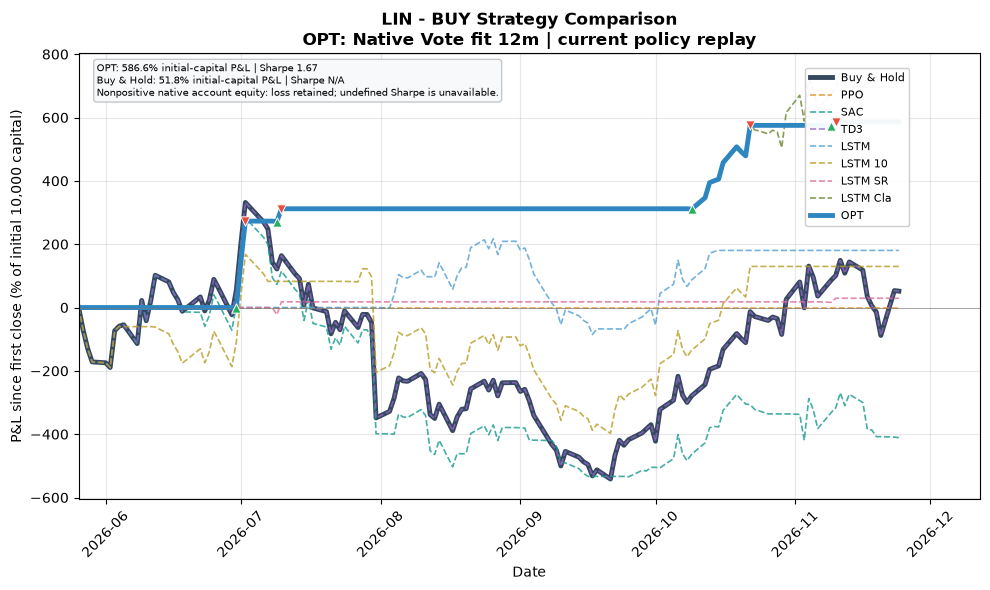 LIN - BUY Strategy Comparison
OPT: Native Vote fit 12m | current policy replay
OPT: 586.6% initial-capital P&L | Sharpe 1.67
Buy & Hold: 51.8% initial-capital P&L | Sharpe N/A
Nonpositive native account equity: loss retained; undefined Sharpe is unavailable.
Buy & Hold
PPO
SAC
TD3
LSTM
LSTM 10
LSTM SR
LSTM Cla
OPT
P&L since first close (% of initial 10,000 capital)
800
600
400
200
0
−200
−400
−600
2026-06
2026-07
2026-08
2026-09
2026-10
2026-11
2026-12
Date